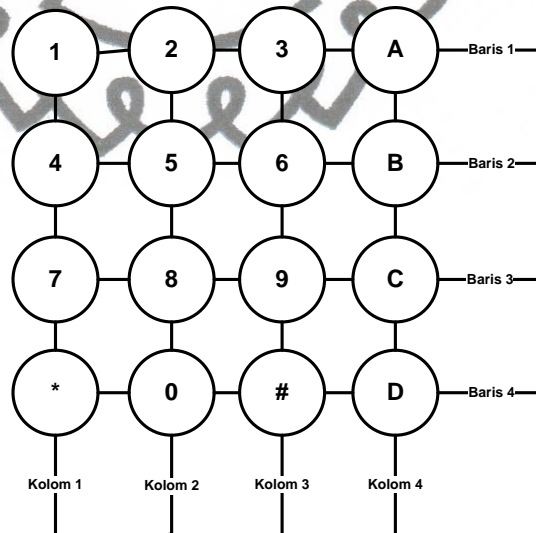 1 2 3 A Baris 1
4 5 6 B Baris 2
7 8 9 C Baris 3
* 0 # D Baris 4
Kolom 1 Kolom 2 Kolom 3 Kolom 4